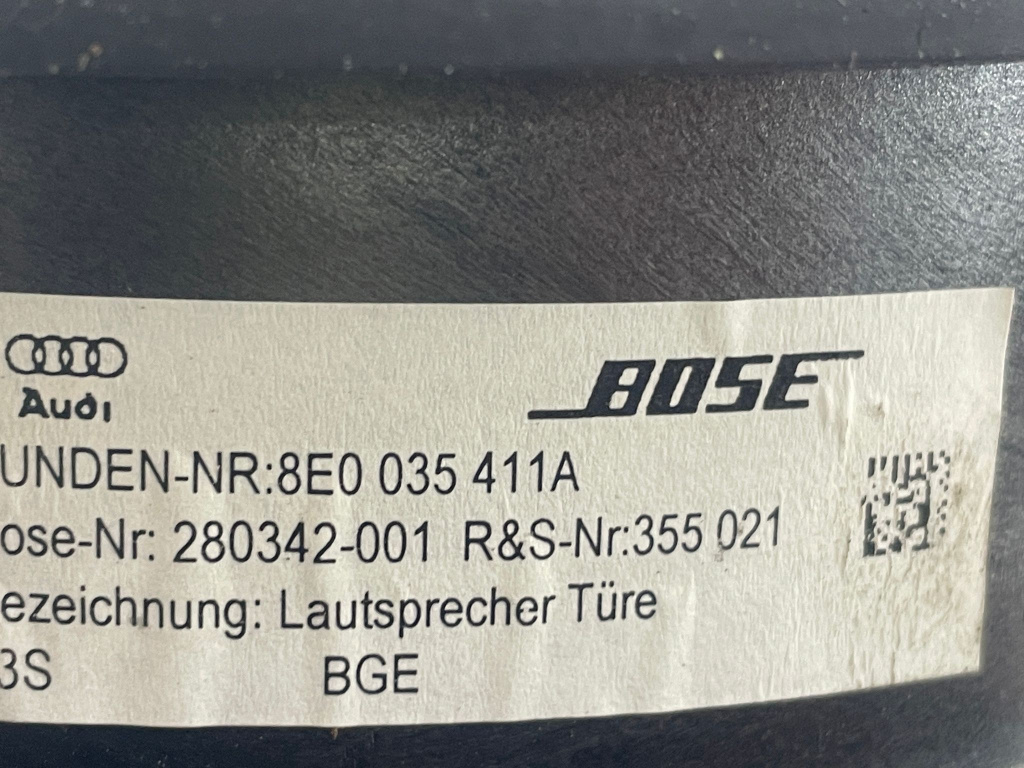 Audi
BOSE
UNDEN-NR:8E0 035 411A
ose-Nr: 280342-001 R&S-Nr:355 021
ezeichnung: Lautsprecher Türe
3S BGE